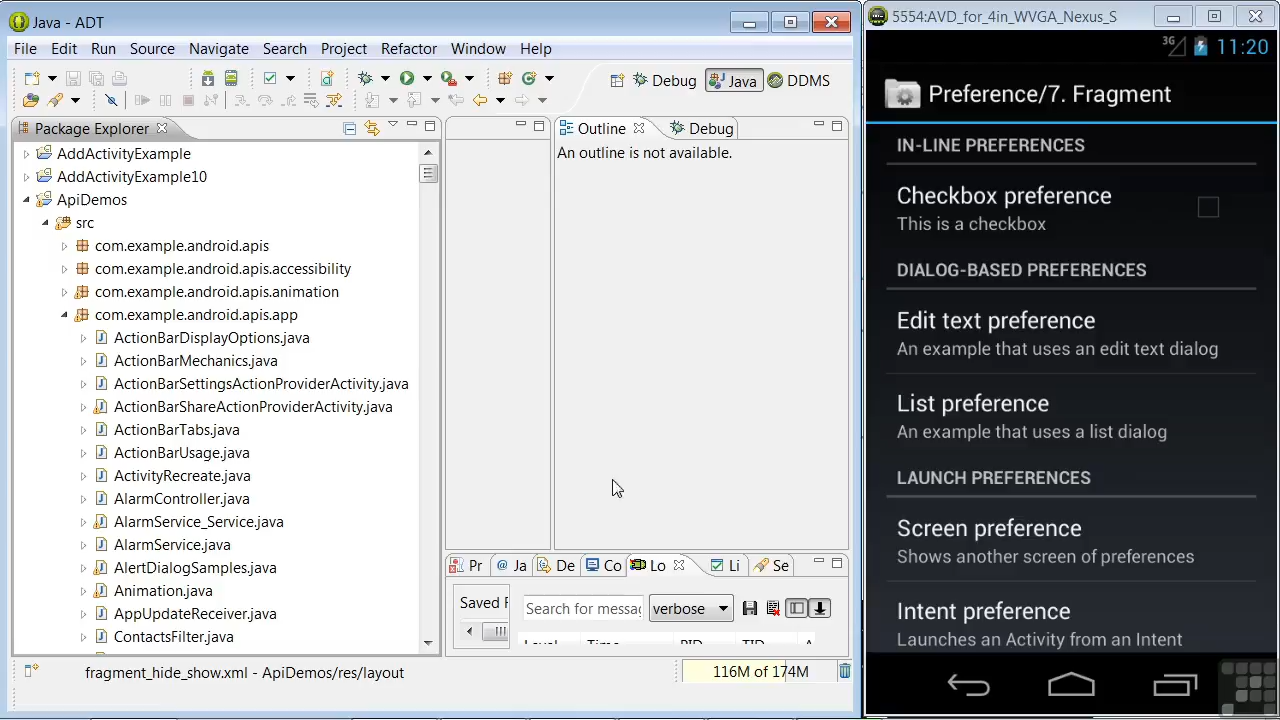 Java - ADT
File Edit Run Source Navigate Search Project Refactor Window Help
Debug Java DDMS
Package Explorer
AddActivityExample
AddActivityExample10
ApiDemos
src
com.example.android.apis
com.example.android.apis.accessibility
com.example.android.apis.animation
com.example.android.apis.app
ActionBarDisplayOptions.java
ActionBarMechanics.java
ActionBarSettingsActionProviderActivity.java
ActionBarShareActionProviderActivity.java
ActionBarTabs.java
ActionBarUsage.java
ActivityRecreate.java
AlarmController.java
AlarmService_Service.java
AlarmService.java
AlertDialogSamples.java
Animation.java
AppUpdateReceiver.java
ContactsFilter.java
Outline Debug
An outline is not available.
Pr Ja De Co Lo Li Se
Saved F Search for messag verbose
Level Time PID TID A
fragment_hide_show.xml - ApiDemos/res/layout
116M of 174M
5554:AVD_for_4in_WVGA_Nexus_S
3G 11:20
Preference/7. Fragment
IN-LINE PREFERENCES
Checkbox preference
This is a checkbox
DIALOG-BASED PREFERENCES
Edit text preference
An example that uses an edit text dialog
List preference
An example that uses a list dialog
LAUNCH PREFERENCES
Screen preference
Shows another screen of preferences
Intent preference
Launches an Activity from an Intent